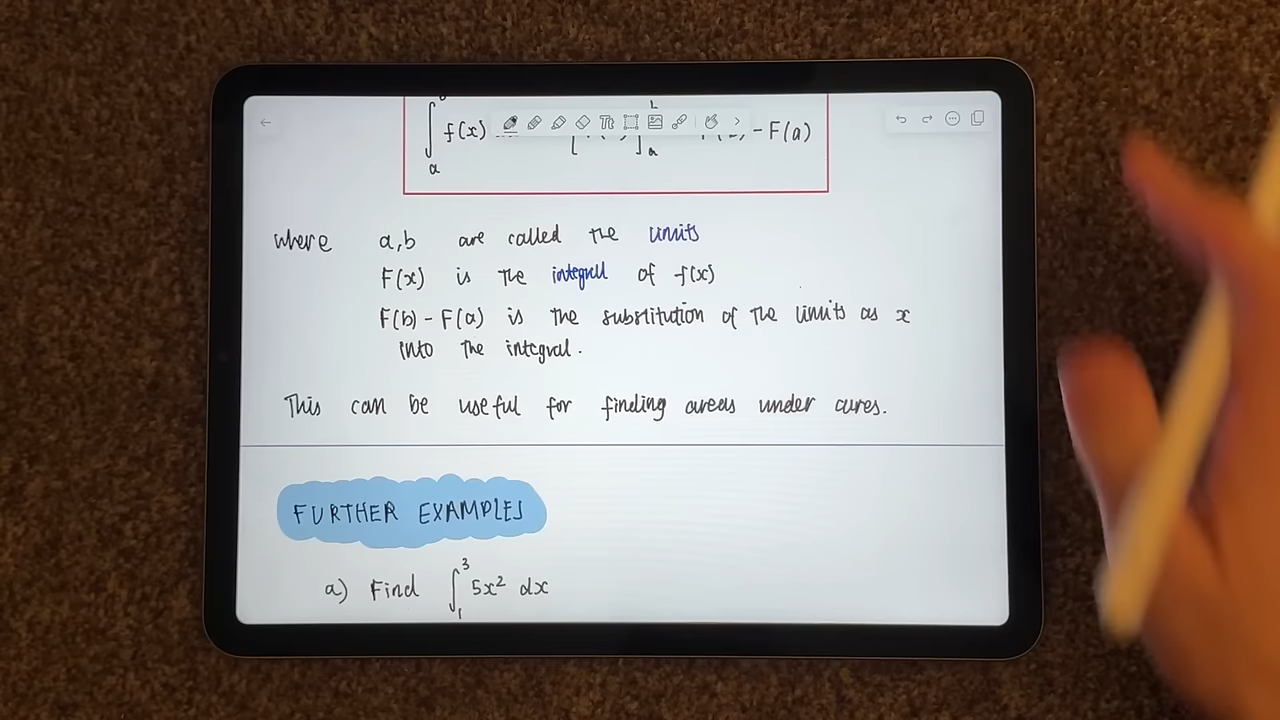 ∫ₐ f(x) - F(a)
where a,b are called the limits
F(x) is the integral of f(x)
F(b) - F(a) is the substitution of the limits as x
into the integral.
This can be useful for finding areas under cures.
FURTHER EXAMPLES
a) Find ∫₁³ 5x² dx